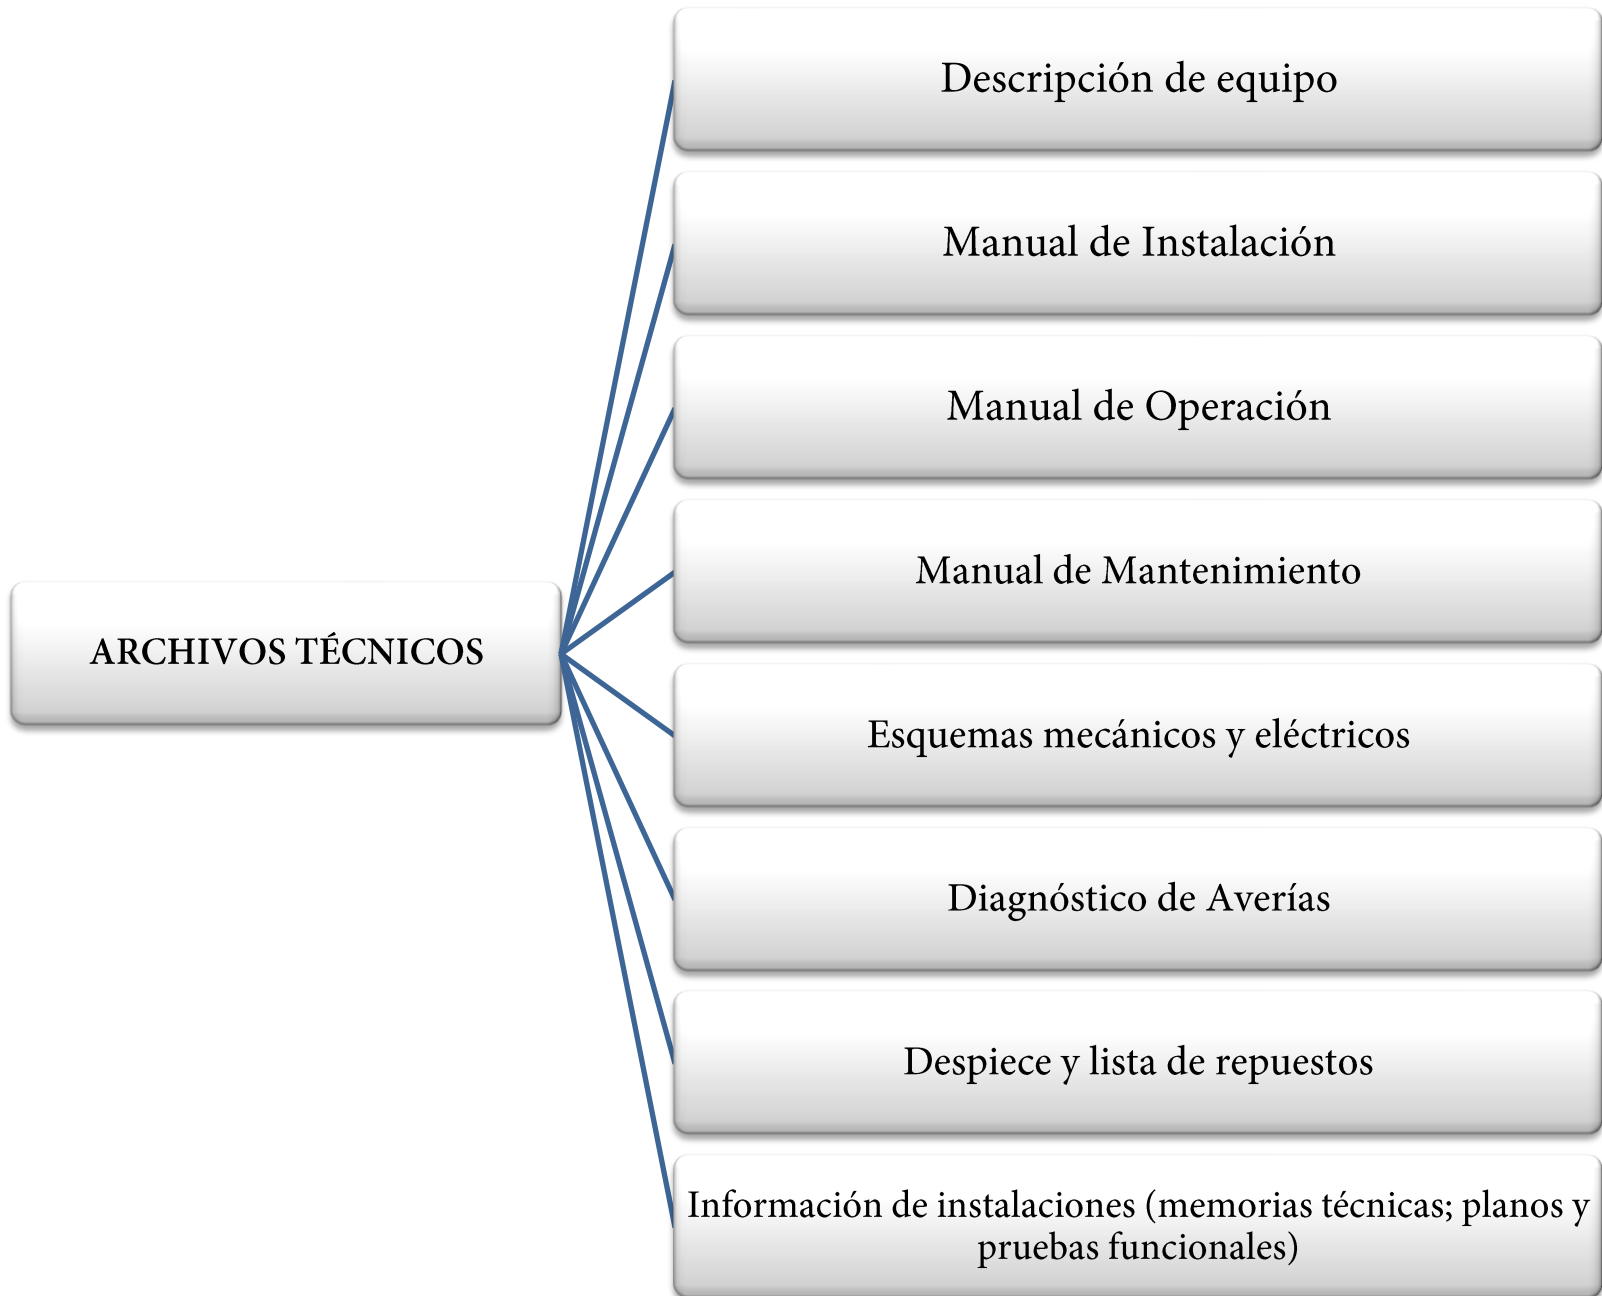 Descripción de equipo
Manual de Instalación
Manual de Operación
Manual de Mantenimiento
ARCHIVOS TÉCNICOS
Esquemas mecánicos y eléctricos
Diagnóstico de Averías
Despiece y lista de repuestos
Información de instalaciones (memorias técnicas; planos y
pruebas funcionales)